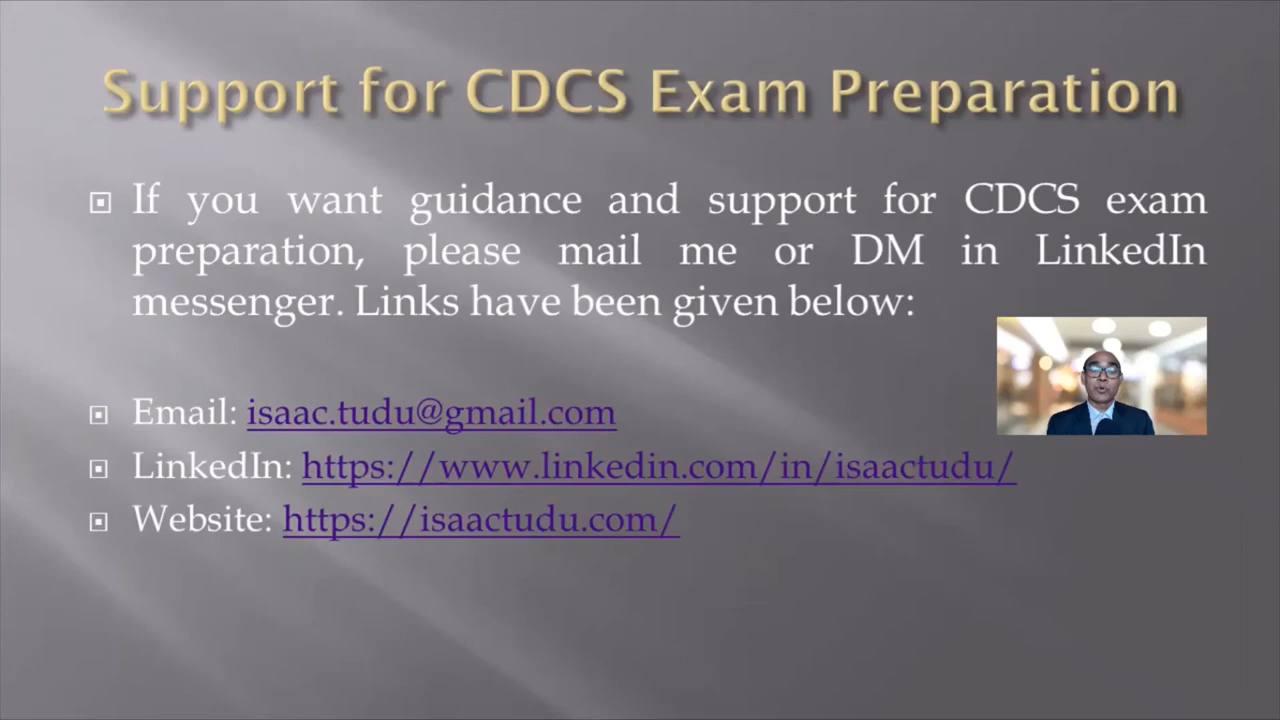 Support for CDCS Exam Preparation
If you want guidance and support for CDCS exam
preparation, please mail me or DM in LinkedIn
messenger. Links have been given below:
Email: isaac.tudu@gmail.com
LinkedIn: https://www.linkedin.com/in/isaactudu/
Website: https://isaactudu.com/